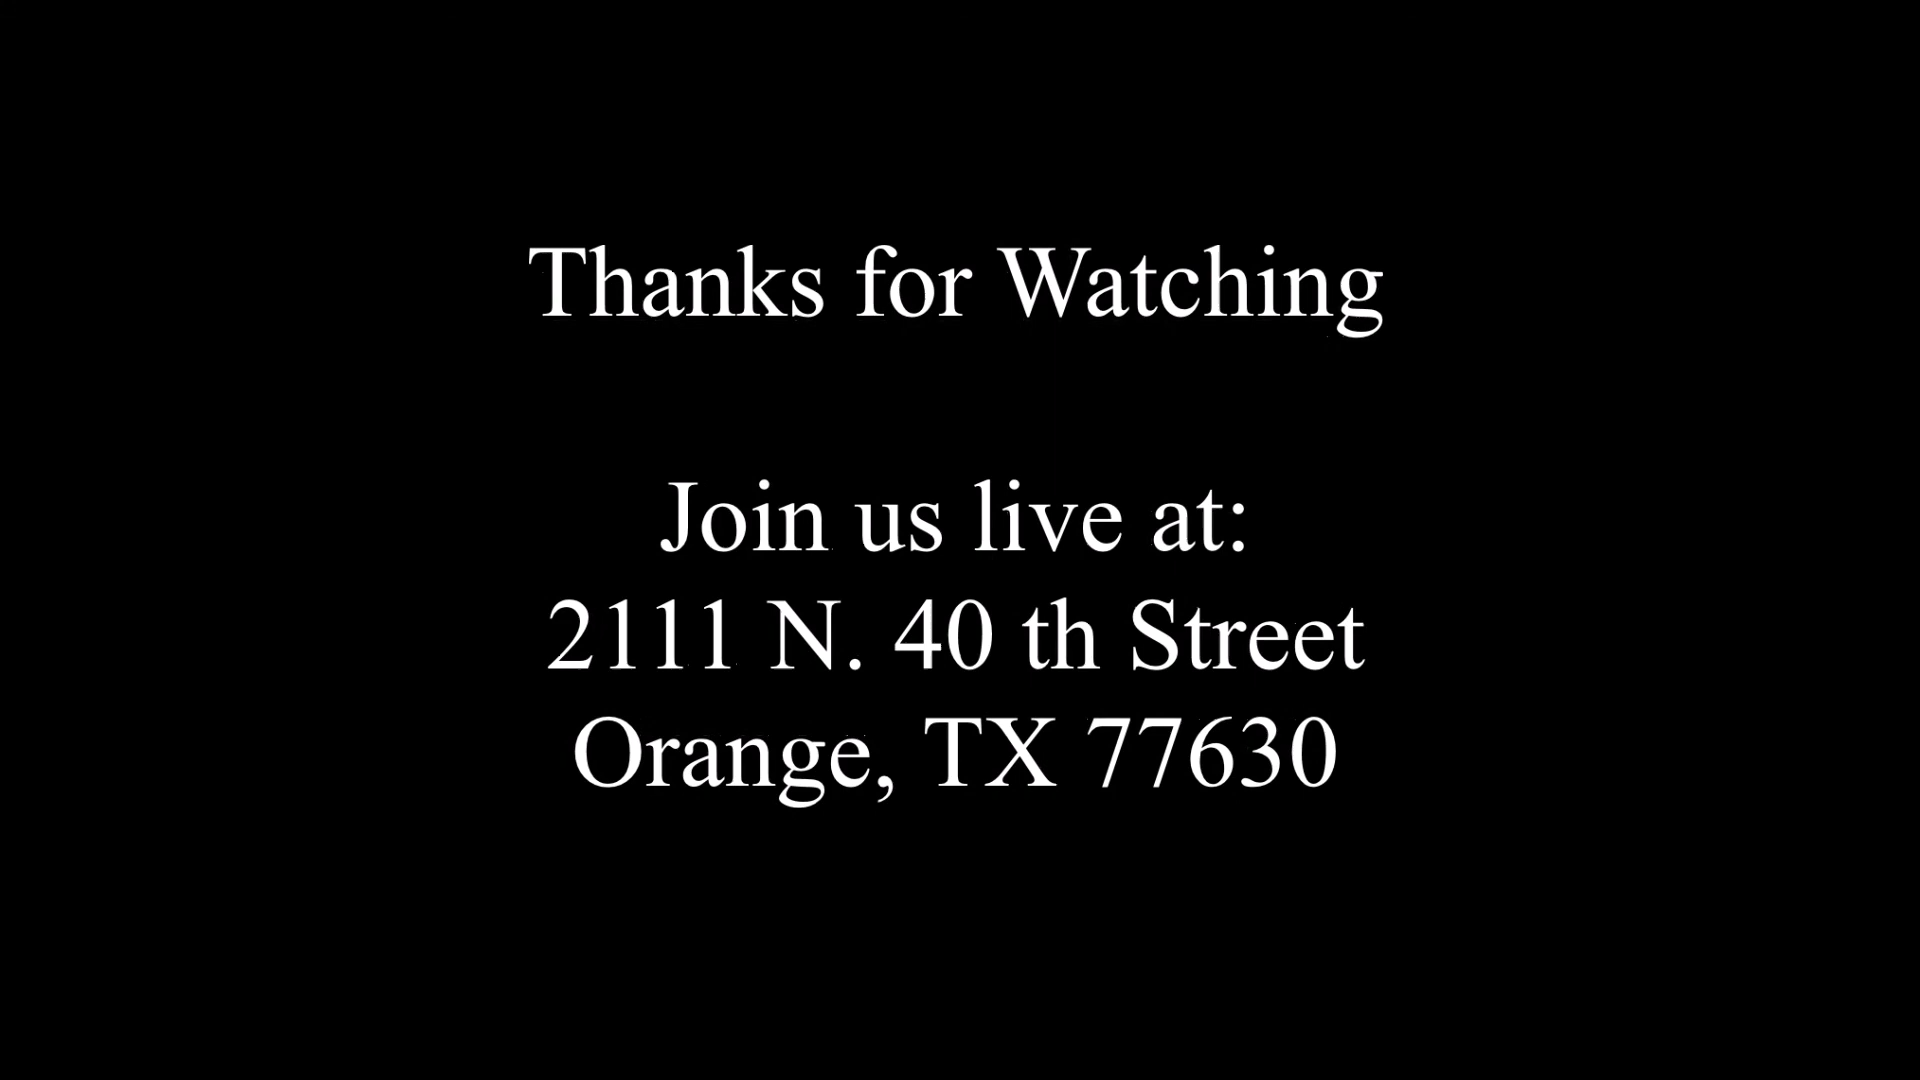 Thanks for Watching
Join us live at:
2111 N. 40 th Street
Orange, TX 77630